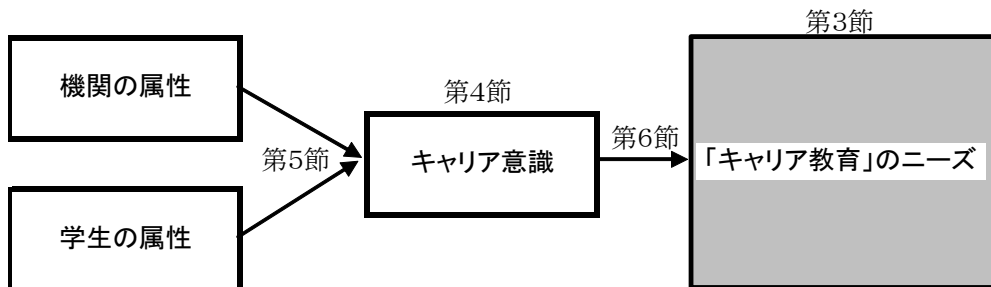 第3節
機関の属性
第4節
第5節
キャリア意識
第6節
「キャリア教育」のニーズ
学生の属性